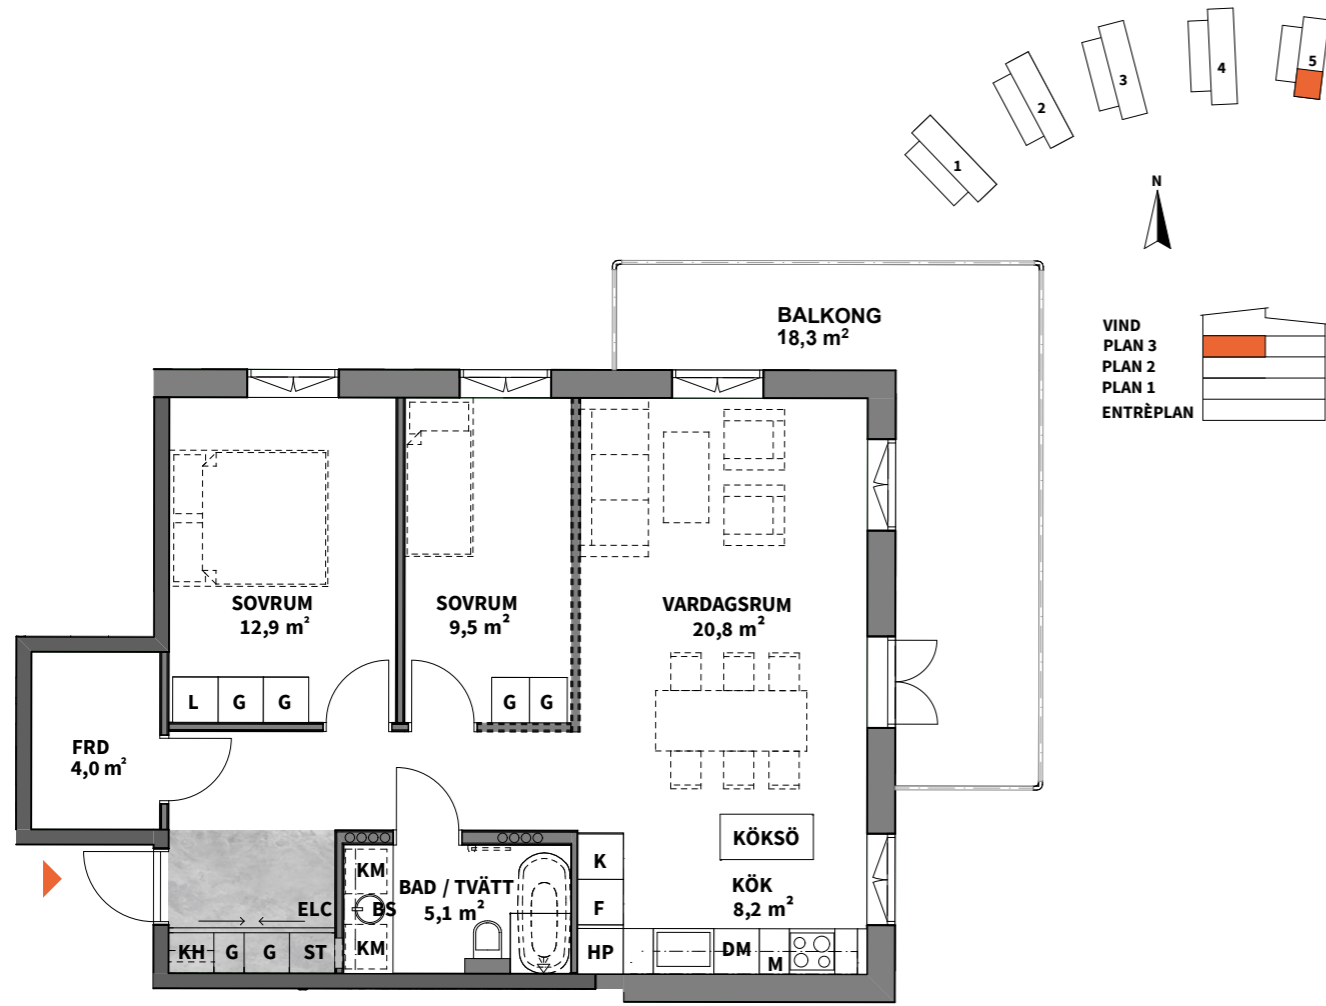 1
2
3
4
5
N
VIND
PLAN 3
PLAN 2
PLAN 1
ENTRÈPLAN
BALKONG
18,3 m²
SOVRUM
12,9 m²
SOVRUM
9,5 m²
VARDAGSRUM
20,8 m²
L G G
G G
FRD
4,0 m²
KÖKSÖ
KM
K
BAD / TVÄTT
5,1 m²
KÖK
8,2 m²
ELC
BS
F
KH G G ST
KM
HP
DM
M